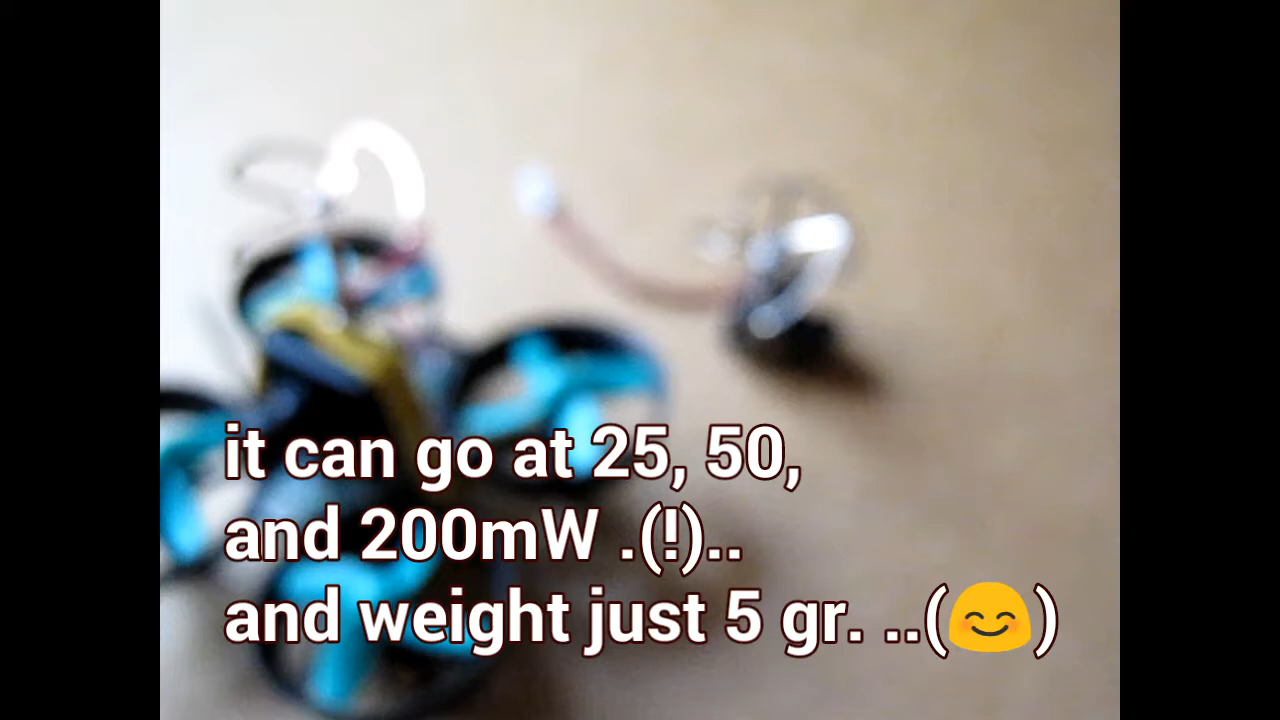 it can go at 25, 50,
and 200mW .(!)..
and weight just 5 gr. ..(😊)